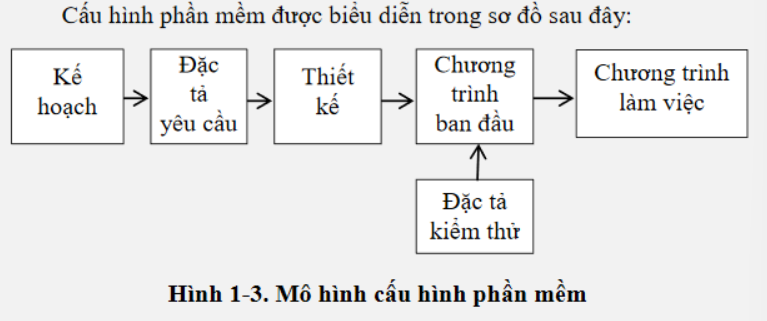 Cấu hình phần mềm được biểu diễn trong sơ đồ sau đây:
Kế
hoạch
Đặc
tả
yêu cầu
Thiết
kế
Chương
trình
ban đầu
Chương trình
làm việc
Đặc tả
kiểm thử
Hình 1-3. Mô hình cấu hình phần mềm